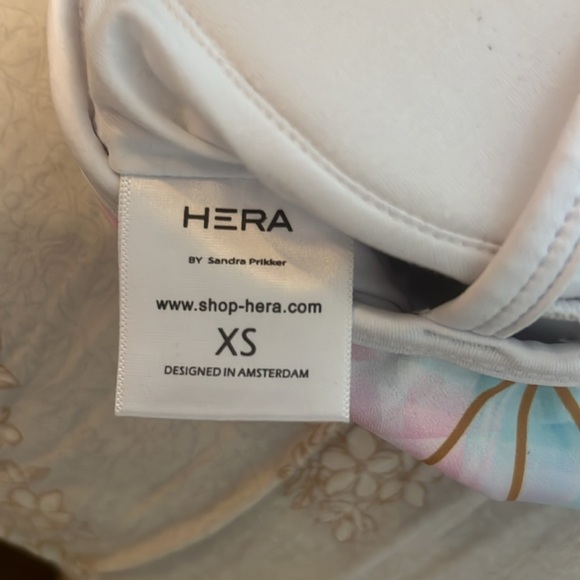 HERA
BY Sandra Prikker
www.shop-hera.com
XS
DESIGNED IN AMSTERDAM